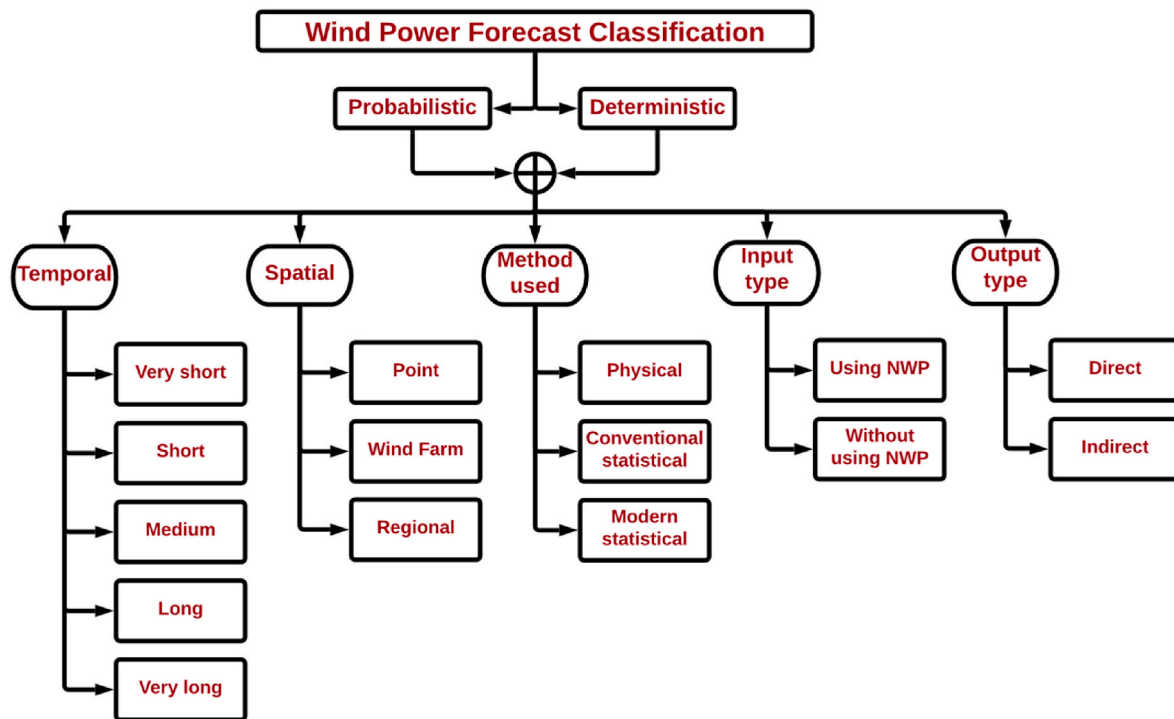 Wind Power Forecast Classification
Probabilistic
Deterministic
Temporal
Spatial
Method
used
Input
type
Output
type
Very short
Short
Medium
Long
Very long
Point
Wind Farm
Regional
Physical
Conventional
statistical
Modern
statistical
Using NWP
Without
using NWP
Direct
Indirect